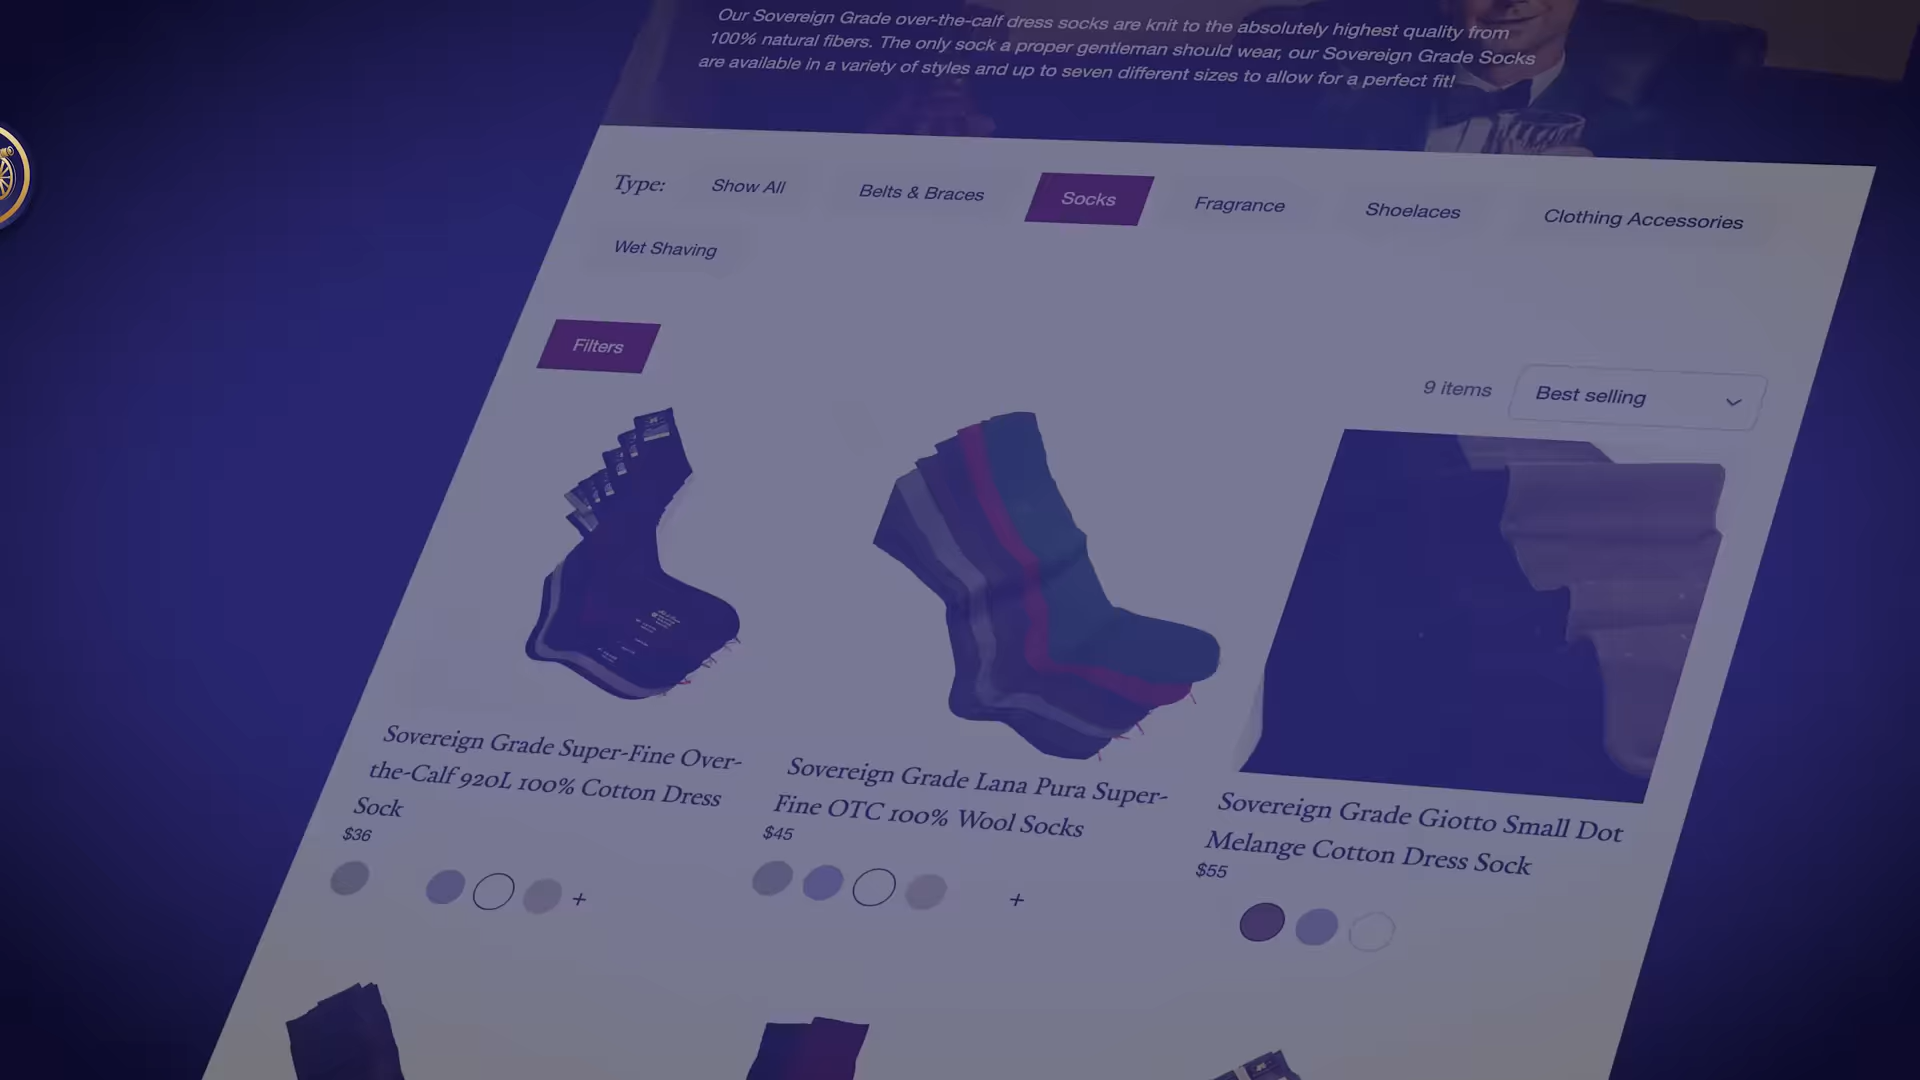 Our Sovereign Grade over-the-calf dress socks are knit to the absolutely highest quality from
100% natural fibers. The only sock a proper gentleman should wear, our Sovereign Grade Socks
are available in a variety of styles and up to seven different sizes to allow for a perfect fit!
Type:
Show All
Belts & Braces
Socks
Fragrance
Shoelaces
Clothing Accessories
Wet Shaving
Filters
9 items
Best selling
Sovereign Grade Super-Fine Over-
the-Calf 920L 100% Cotton Dress
Sock
$36
+
Sovereign Grade Lana Pura Super-
Fine OTC 100% Wool Socks
$45
+
Sovereign Grade Giotto Small Dot
Melange Cotton Dress Sock
$55